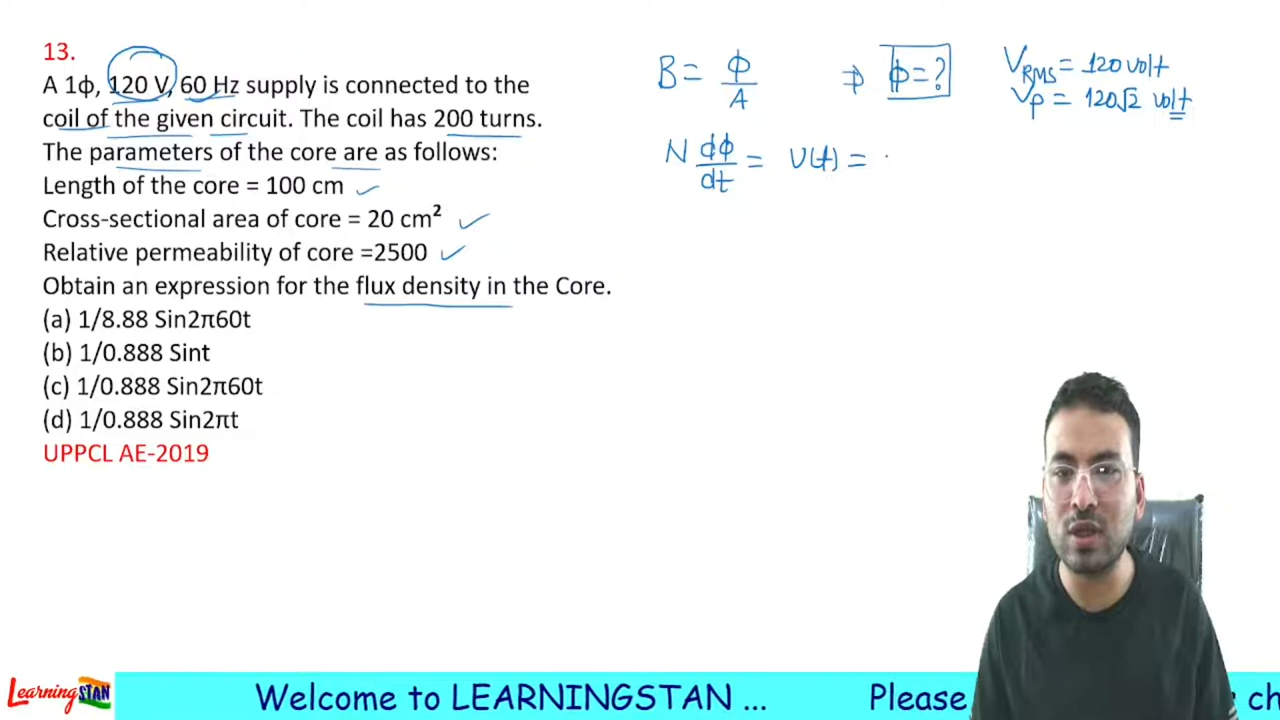 13.
A 1ϕ, 120 V, 60 Hz supply is connected to the
coil of the given circuit. The coil has 200 turns.
The parameters of the core are as follows:
Length of the core = 100 cm
Cross-sectional area of core = 20 cm²
Relative permeability of core =2500
Obtain an expression for the flux density in the Core.
(a) 1/8.88 Sin2π60t
(b) 1/0.888 Sint
(c) 1/0.888 Sin2π60t
(d) 1/0.888 Sin2πt
UPPCL AE-2019
B = ϕ/A ⇒ ϕ = ?
V_RMS = 120 volt
V_P = 120√2 volt
N dϕ/dt = V(t) =
Learning STAN
Welcome to LEARNINGSTAN ... Please ch